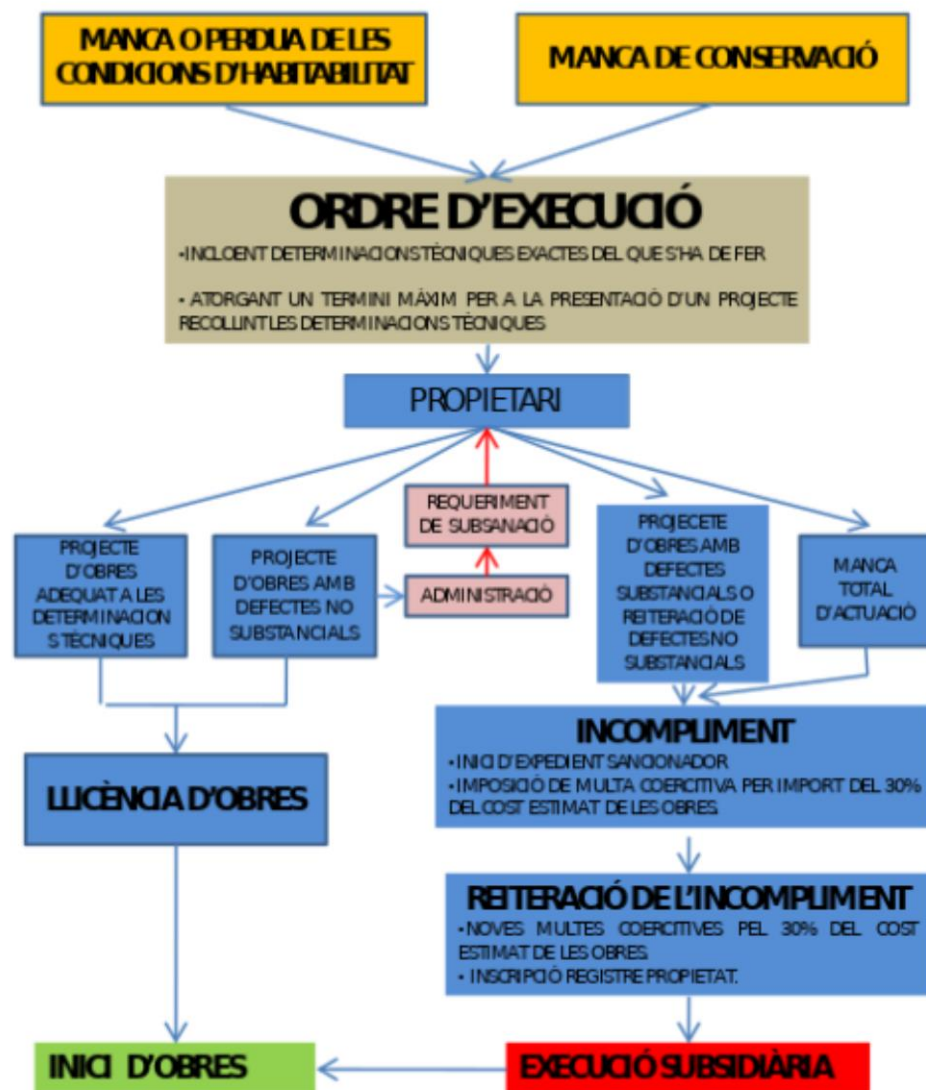 MANCA O PERDUA DE LES
CONDICIONS D'HABITABILITAT
MANCA DE CONSERVACIÓ
ORDRE D'EXECUCIÓ
•INCLOENT DETERMINACIONS TÈCNIQUES EXACTES DEL QUE S'HA DE FER
• ATORGANT UN TERMINI MÀXIM PER A LA PRESENTACIÓ D'UN PROJECTE
RECOLLINT LES DETERMINACIONS TÈCNIQUES
PROPIETARI
REQUERIMENT
DE SUBSANACIÓ
ADMINISTRACIÓ
PROJECTE
D'OBRES
ADEQUAT A LES
DETERMINACION
S TÈCNIQUES
PROJECTE
D'OBRES AMB
DEFECTES NO
SUBSTANCIALS
PROJECETE
D'OBRES AMB
DEFECTES
SUBSTANCIALS O
REITERACIÓ DE
DEFECTES NO
SUBSTANCIALS
MANCA
TOTAL
D'ACTUACIÓ
LLICÈNCIA D'OBRES
INCOMPLIMENT
• INICI D'EXPEDIENT SANCIONADOR
•IMPOSICIÓ DE MULTA COERCITIVA PER IMPORT DEL 30%
DEL COST ESTIMAT DE LES OBRES.
REITERACIÓ DE L'INCOMPLIMENT
•NOVES MULTES COERCITIVES PEL 30% DEL COST
ESTIMAT DE LES OBRES.
• INSCRIPCIÓ REGISTRE PROPIETAT.
INICI D'OBRES
EXECUCIÓ SUBSIDIÀRIA